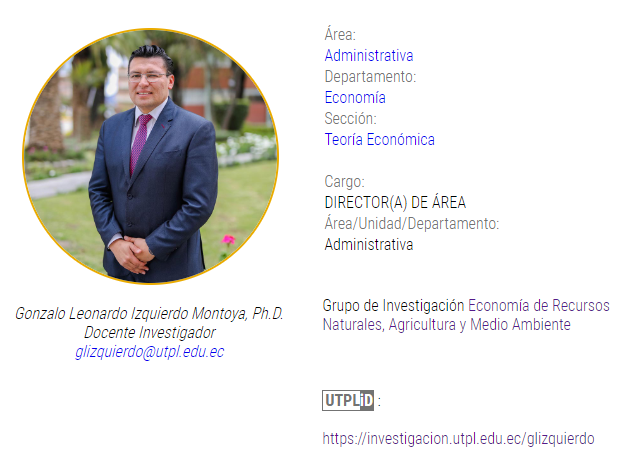 Área:
Administrativa
Departamento:
Economía
Sección:
Teoría Económica
Cargo:
DIRECTOR(A) DE ÁREA
Área/Unidad/Departamento:
Administrativa
Gonzalo Leonardo Izquierdo Montoya, Ph.D.
Docente Investigador
glizquierdo@utpl.edu.ec
Grupo de Investigación Economía de Recursos
Naturales, Agricultura y Medio Ambiente
UTPLiD :
https://investigacion.utpl.edu.ec/glizquierdo